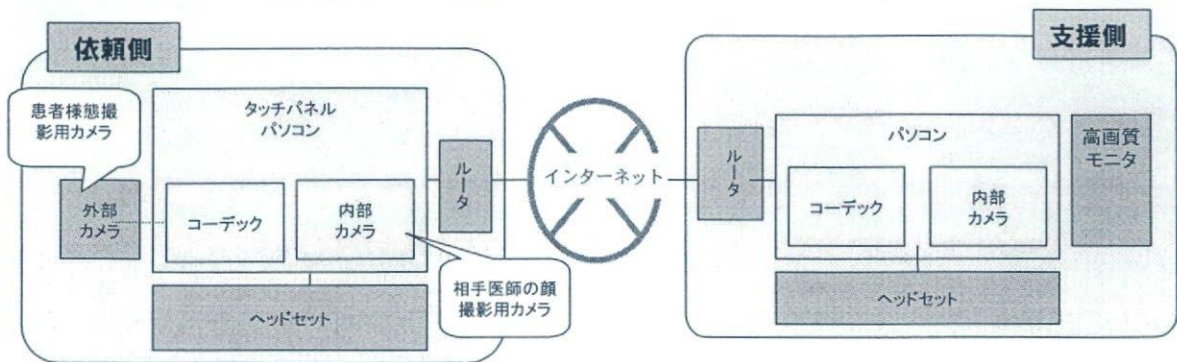 依頼側
患者様態撮
影用カメラ
タッチパネル
パソコン
外部
カメラ
コーデック
内部
カメラ
ルータ
ヘッドセット
相手医師の顔
撮影用カメラ
インターネット
支援側
ルータ
パソコン
コーデック
内部
カメラ
高画質
モニタ
ヘッドセット